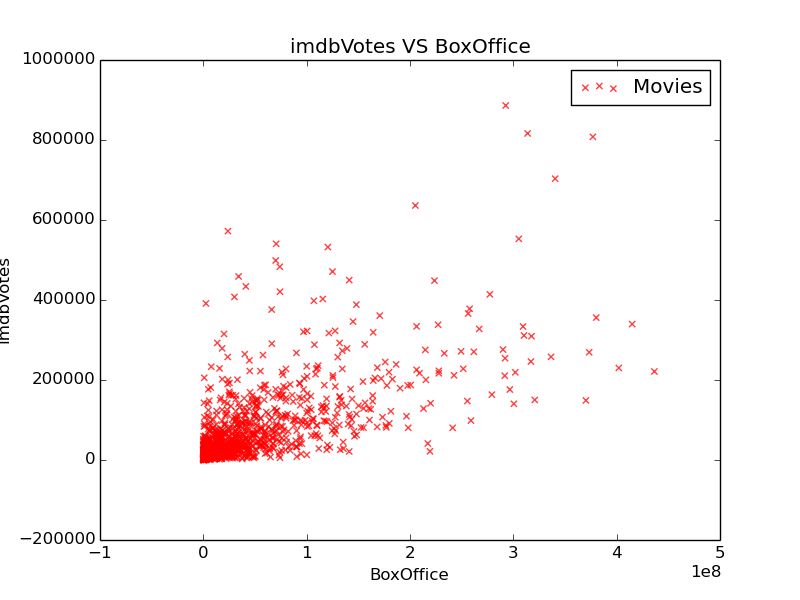 imdbVotes VS BoxOffice
1000000
800000
600000
400000
200000
0
−200000
imdbVotes
Movies
−1
0
1
2
3
4
5
1e8
BoxOffice